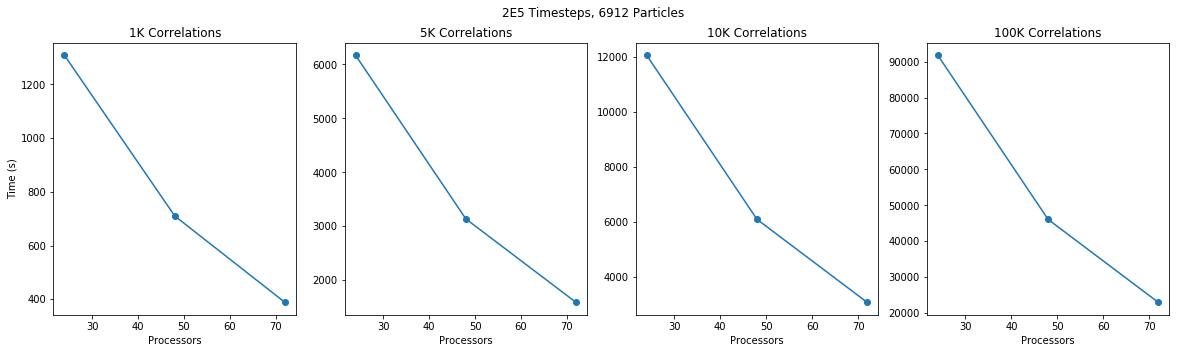 2E5 Timesteps, 6912 Particles
1K Correlations
Time (s)
1200
1000
800
600
400
30 40 50 60 70
Processors
5K Correlations
6000
5000
4000
3000
2000
30 40 50 60 70
Processors
10K Correlations
12000
10000
8000
6000
4000
30 40 50 60 70
Processors
100K Correlations
90000
80000
70000
60000
50000
40000
30000
20000
30 40 50 60 70
Processors